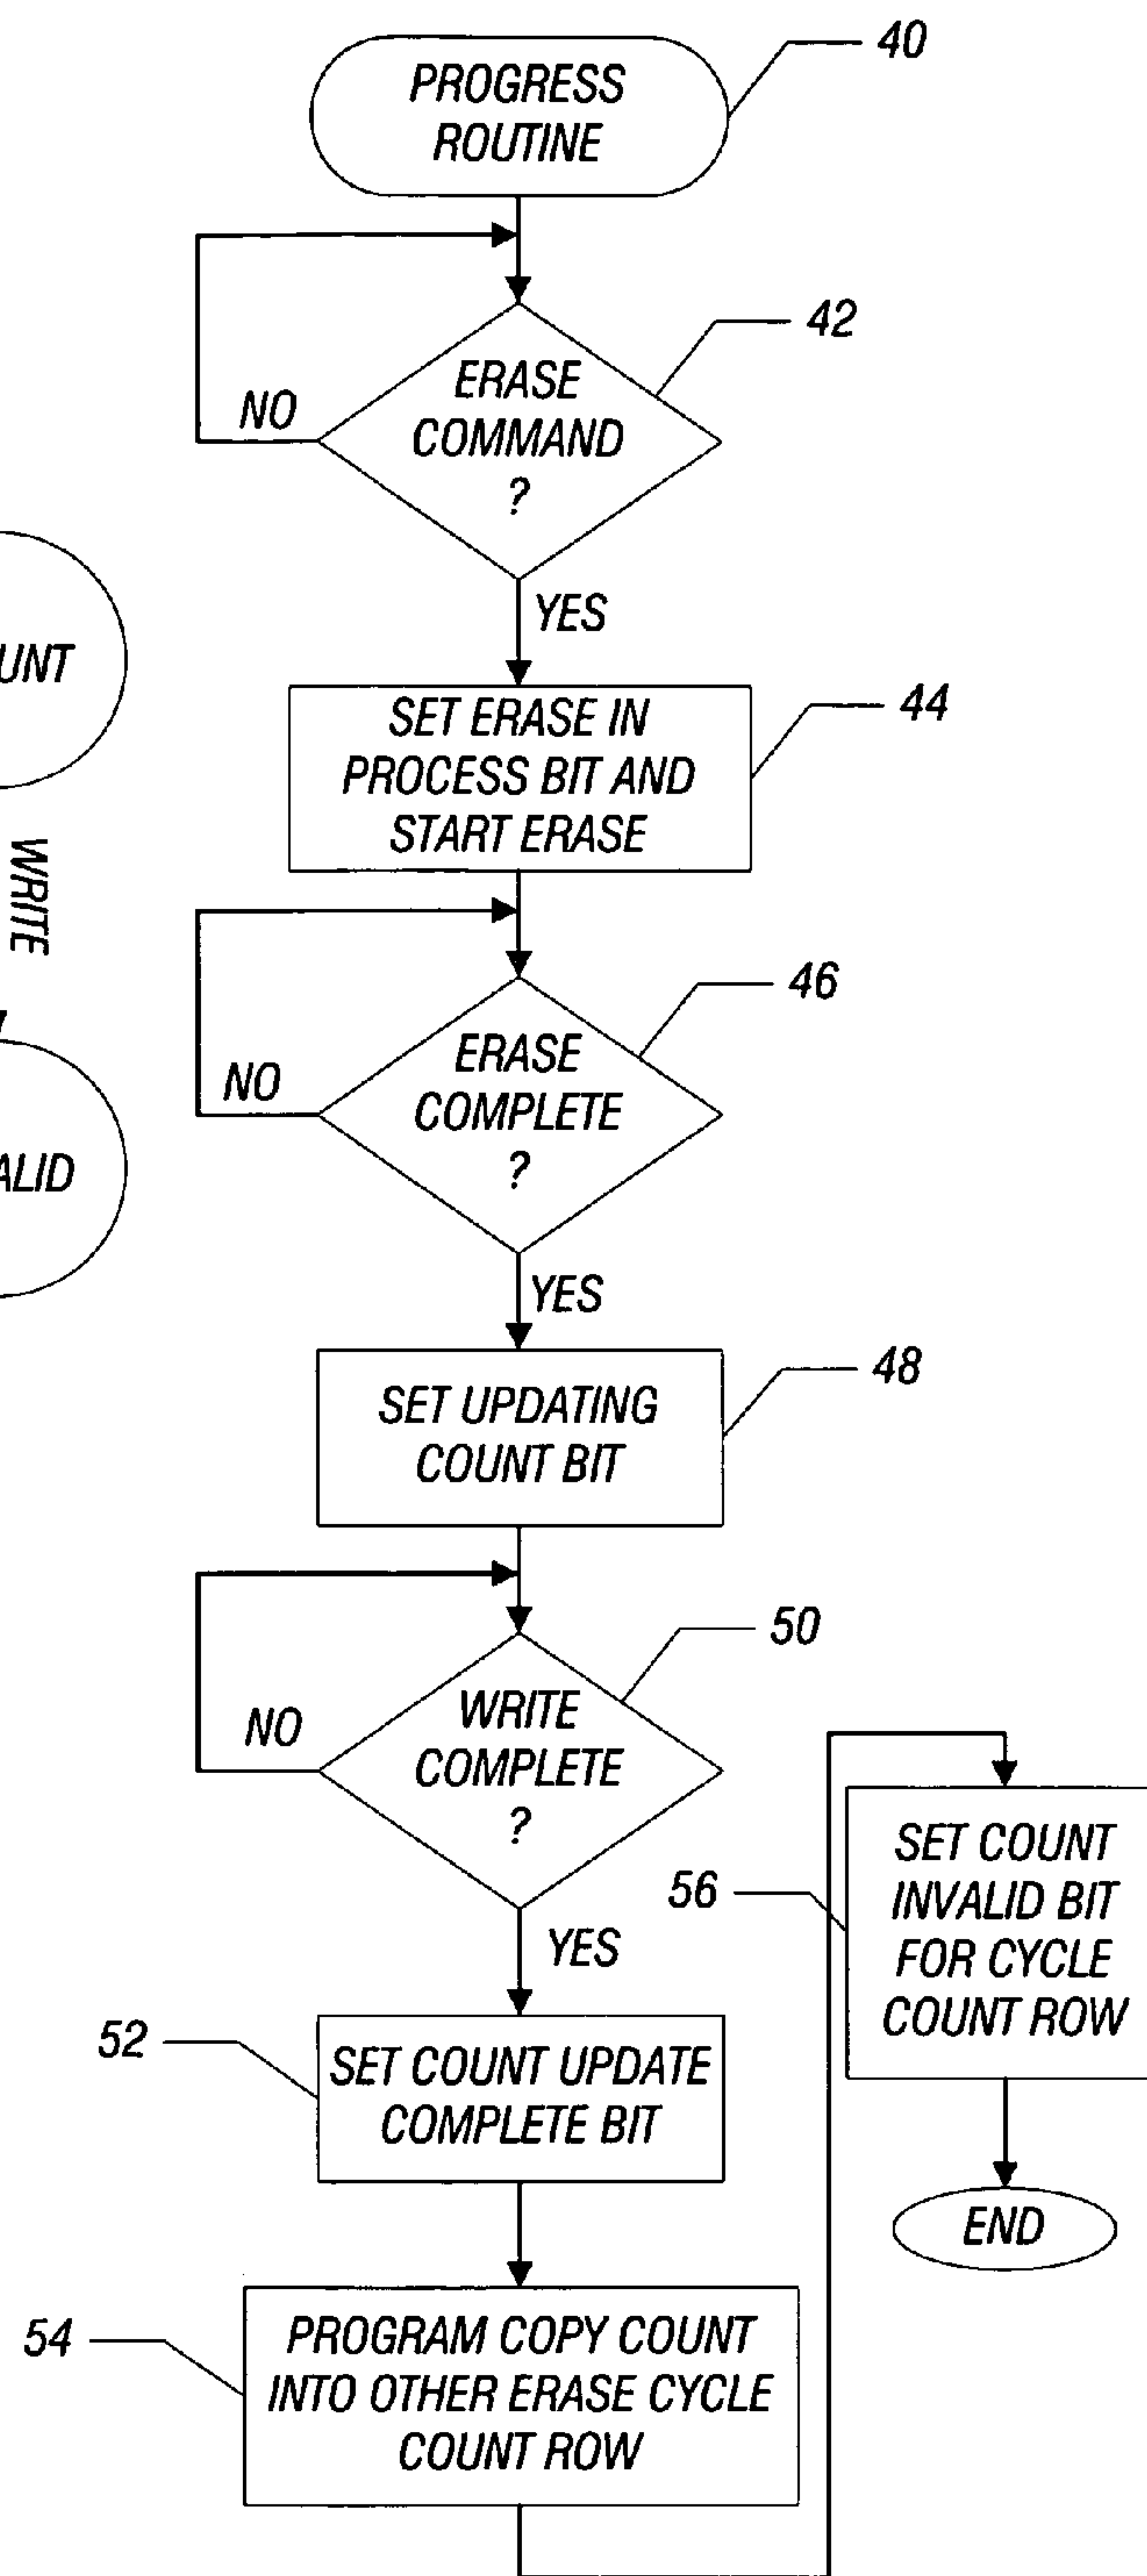 PROGRESS
ROUTINE
40
ERASE
COMMAND
?
42
NO
YES
SET ERASE IN
PROCESS BIT AND
START ERASE
44
UNT
WRITE
ALID
ERASE
COMPLETE
?
46
NO
YES
SET UPDATING
COUNT BIT
48
WRITE
COMPLETE
?
50
NO
YES
52
SET COUNT UPDATE
COMPLETE BIT
54
PROGRAM COPY COUNT
INTO OTHER ERASE CYCLE
COUNT ROW
56
SET COUNT
INVALID BIT
FOR CYCLE
COUNT ROW
END